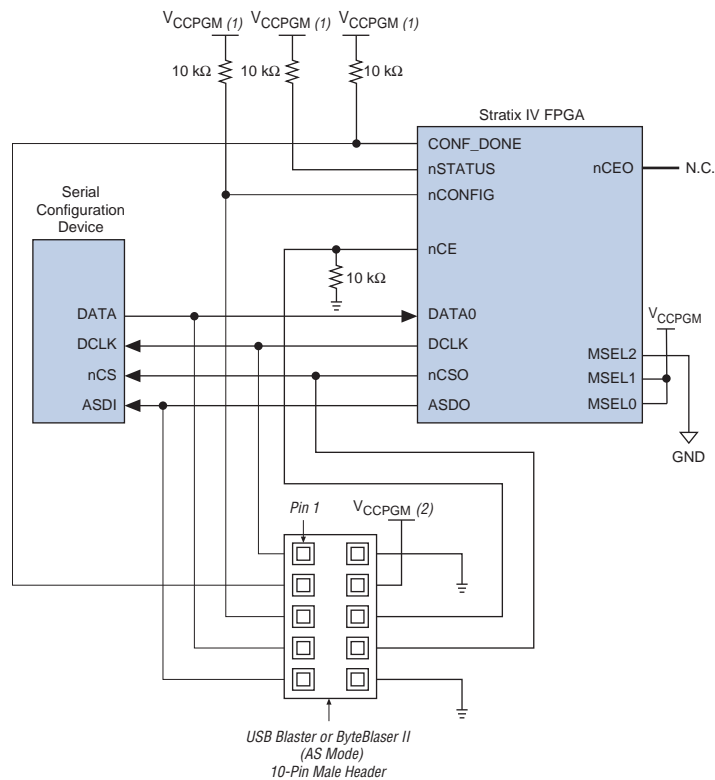 VCCPGM (1) VCCPGM (1) VCCPGM (1)
10 kΩ 10 kΩ 10 kΩ
Stratix IV FPGA
CONF_DONE
nSTATUS
nCONFIG
nCEO N.C.
nCE
10 kΩ
Serial
Configuration
Device
DATA
DCLK
nCS
ASDI
DATA0
DCLK
nCSO
ASDO
VCCPGM
MSEL2
MSEL1
MSEL0
GND
Pin 1
VCCPGM (2)
USB Blaster or ByteBlaser II
(AS Mode)
10-Pin Male Header